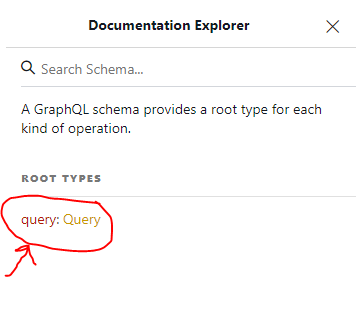 Documentation Explorer
Search Schema...
A GraphQL schema provides a root type for each
kind of operation.
ROOT TYPES
query: Query